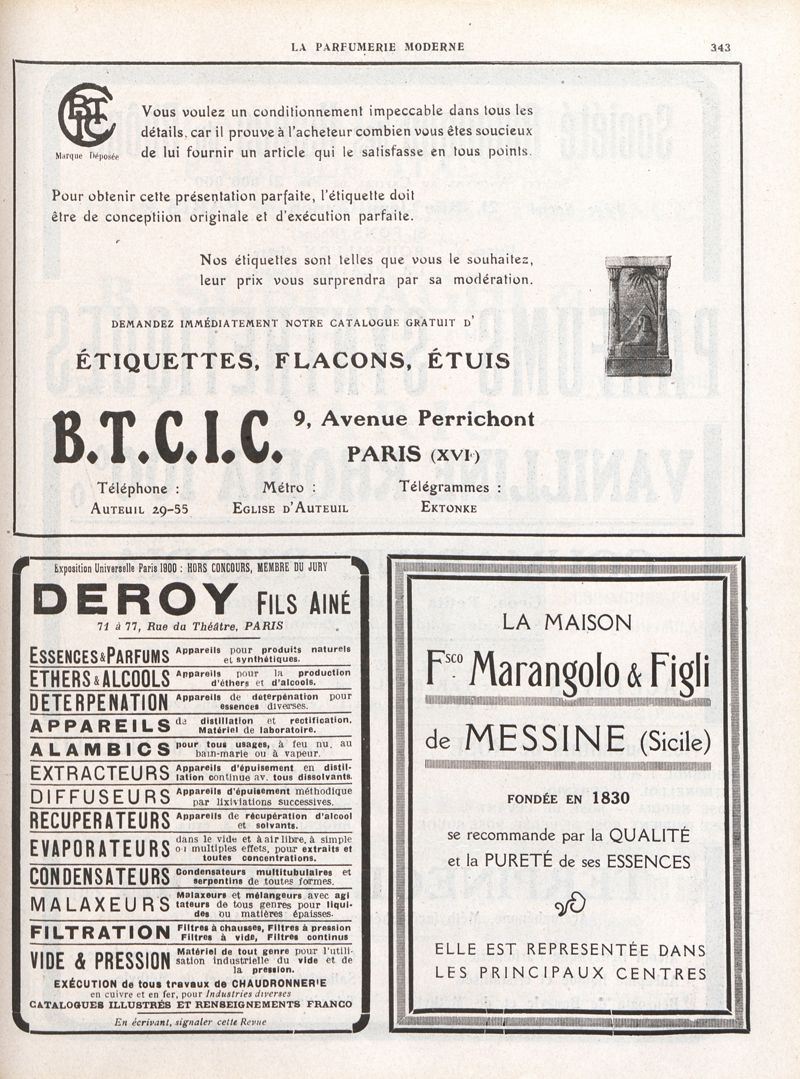 LA PARFUMERIE MODERNE
343
BTCIC
Marque Déposée
Vous voulez un conditionnement impeccable dans tous les
détails, car il prouve à l'acheteur combien vous êtes soucieux
de lui fournir un article qui le satisfasse en tous points.
Pour obtenir cette présentation parfaite, l'étiquette doit
être de conceptiion originale et d'exécution parfaite.
Nos étiquettes sont telles que vous le souhaitez,
leur prix vous surprendra par sa modération.
DEMANDEZ IMMÉDIATEMENT NOTRE CATALOGUE GRATUIT D'
ÉTIQUETTES, FLACONS, ÉTUIS
B.T.C.I.C.
9, Avenue Perrichont
PARIS (XVIe)
Téléphone :
AUTEUIL 29-55
Métro :
EGLISE D'AUTEUIL
Télégrammes :
EKTONKE
Exposition Universelle Paris 1900 : HORS CONCOURS, MEMBRE DU JURY
DEROY FILS AINÉ
71 à 77, Rue du Théâtre, PARIS
ESSENCES & PARFUMS Appareils pour produits naturels
et synthétiques.
ETHERS & ALCOOLS Appareils pour la production
d'éthers et d'alcools.
DETERPENATION Appareils de deterpénation pour
essences diverses.
APPAREILS de distillation et rectification.
Matériel de laboratoire.
ALAMBICS pour tous usages, à feu nu, au
bain-marie ou à vapeur.
EXTRACTEURS Appareils d'épuisement en distil-
lation continue av. tous dissolvants.
DIFFUSEURS Appareils d'épuisement méthodique
par lixiviations successives.
RECUPERATEURS Appareils de récupération d'alcool
et solvants.
EVAPORATEURS dans le vide et à air libre, à simple
ou multiples effets, pour extraits et
toutes concentrations.
CONDENSATEURS Condensateurs multitubulaires et
serpentins de toutes formes.
MALAXEURS Malaxeurs et mélangeurs avec agi
tateurs de tous genres pour liqui-
des ou matières épaisses.
FILTRATION Filtres à chausses, Filtres à pression
Filtres à vide, Filtres continus
VIDE & PRESSION Matériel de tout genre pour l'utili-
sation industrielle du vide et de
la pression.
EXÉCUTION de tous travaux de CHAUDRONNERIE
en cuivre et en fer, pour Industries diverses
CATALOGUES ILLUSTRÉS ET RENSEIGNEMENTS FRANCO
En écrivant, signaler cette Revue
LA MAISON
Fsco Marangolo & Figli
de MESSINE (Sicile)
FONDÉE EN 1830
se recommande par la QUALITÉ
et la PURETÉ de ses ESSENCES
ELLE EST REPRESENTÉE DANS
LES PRINCIPAUX CENTRES